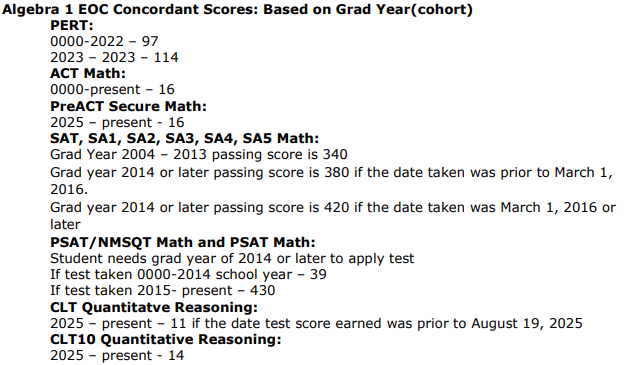 Algebra 1 EOC Concordant Scores: Based on Grad Year(cohort)
PERT:
0000-2022 – 97
2023 – 2023 – 114
ACT Math:
0000-present – 16
PreACT Secure Math:
2025 – present - 16
SAT, SA1, SA2, SA3, SA4, SA5 Math:
Grad Year 2004 – 2013 passing score is 340
Grad year 2014 or later passing score is 380 if the date taken was prior to March 1,
2016.
Grad year 2014 or later passing score is 420 if the date taken was March 1, 2016 or
later
PSAT/NMSQT Math and PSAT Math:
Student needs grad year of 2014 or later to apply test
If test taken 0000-2014 school year – 39
If test taken 2015- present – 430
CLT Quantitatve Reasoning:
2025 – present – 11 if the date test score earned was prior to August 19, 2025
CLT10 Quantitative Reasoning:
2025 – present - 14